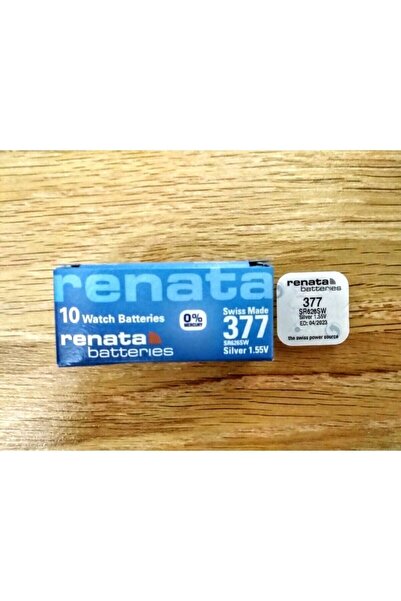 renata
10 Watch Batteries
0%
MERCURY
Swiss Made
377
SR626SW
Silver 1.55V
renata
batteries
renata
batteries
377
SR626SW
Silver 1.55V
ED: 04/2023
the swiss power source